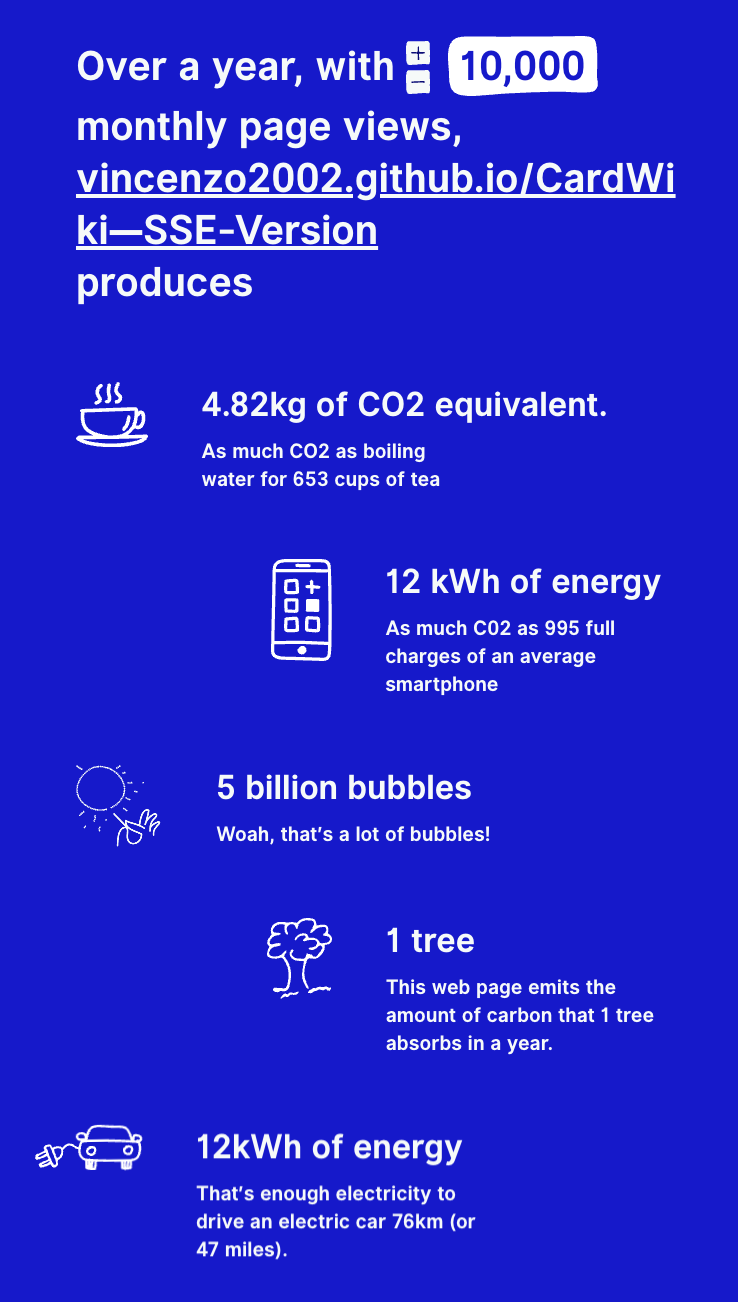 Over a year, with + − 10,000
monthly page views,
vincenzo2002.github.io/CardWi
ki—SSE-Version
produces
4.82kg of CO2 equivalent.
As much CO2 as boiling
water for 653 cups of tea
12 kWh of energy
As much C02 as 995 full
charges of an average
smartphone
5 billion bubbles
Woah, that's a lot of bubbles!
1 tree
This web page emits the
amount of carbon that 1 tree
absorbs in a year.
12kWh of energy
That's enough electricity to
drive an electric car 76km (or
47 miles).